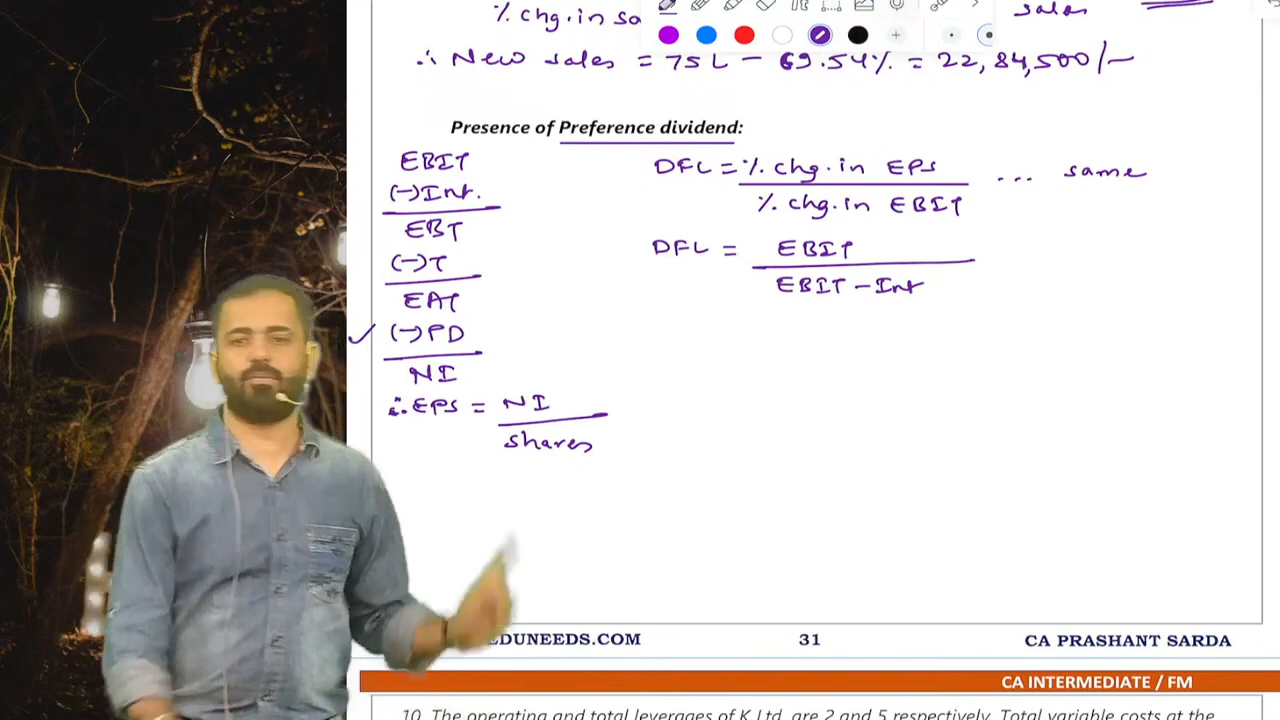 % chg.in sa
sales
∴ New sales = 75L - 69.54% = 22,84,500/-
Presence of Preference dividend:
EBIT
(-)Int.
EBT
(-)T
EAT
✓ (-)PD
NI
∴ EPS = NI
shares
DFL = % chg.in EPS ... same
% chg.in EBIT
DFL = EBIT
EBIT - Int
EDUNEEDS.COM 31 CA PRASHANT SARDA
CA INTERMEDIATE / FM
10. The operating and total leverages of K Ltd. are 2 and 5 respectively. Total variable costs at the